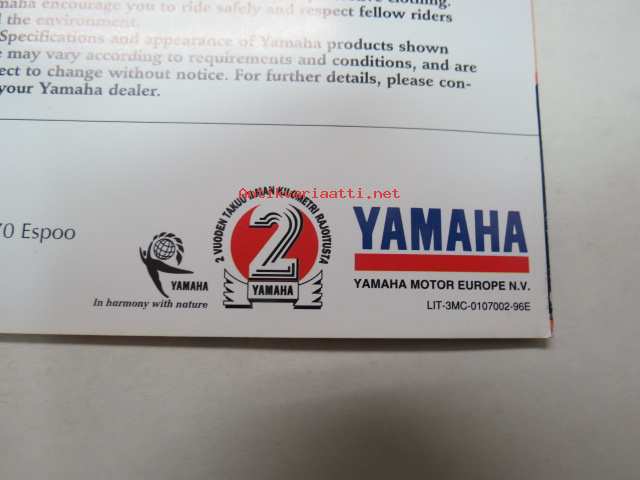 maha encourage you to ride safely and respect fellow riders
the environment.
Specifications and appearance of Yamaha products shown
may vary according to requirements and conditions, and are
ect to change without notice. For further details, please con-
your Yamaha dealer.
Antikvariaatti.net
70 Espoo
2 VUODEN TAKUU ILMAN KILOMETRI RAJOITUSTA
2
YAMAHA
YAMAHA
In harmony with nature
YAMAHA
YAMAHA MOTOR EUROPE N.V.
LIT-3MC-0107002-96E